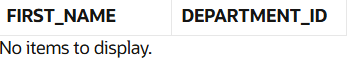 FIRST_NAME DEPARTMENT_ID
No items to display.